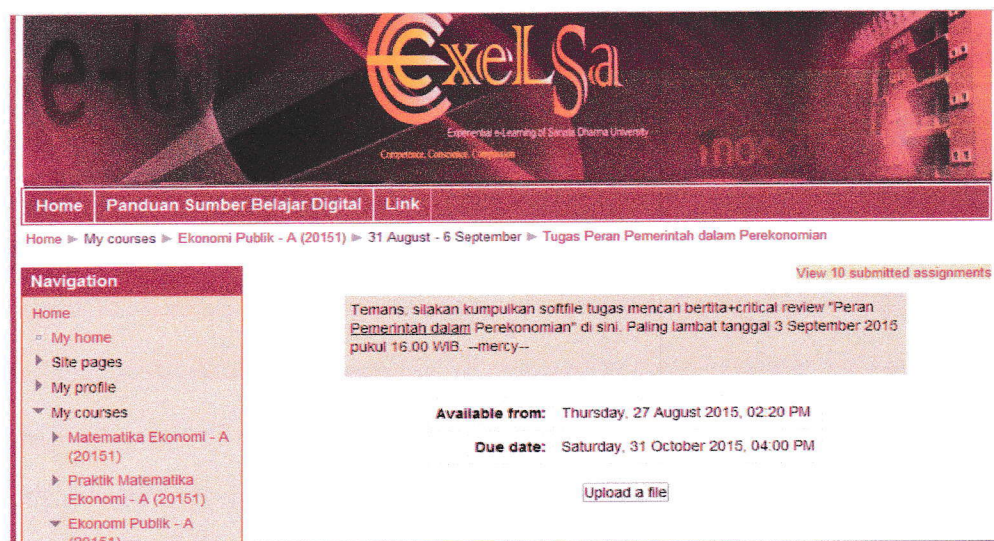 e-lea
ExeLSa
Experiential e-Learning of Sanata Dharma University
Competence, Conscience, Compassion
Home Panduan Sumber Belajar Digital Link
Home ► My courses ► Ekonomi Publik - A (20151) ► 31 August - 6 September ► Tugas Peran Pemerintah dalam Perekonomian
View 10 submitted assignments
Navigation
Home
My home
Site pages
My profile
My courses
Matematika Ekonomi - A
(20151)
Praktik Matematika
Ekonomi - A (20151)
Ekonomi Publik - A
(20151)
Temans, silakan kumpulkan softfile tugas mencari bertita+critical review "Peran
Pemerintah dalam Perekonomian" di sini. Paling lambat tanggal 3 September 2015
pukul 16.00 WIB. --mercy--
Available from: Thursday, 27 August 2015, 02:20 PM
Due date: Saturday, 31 October 2015, 04:00 PM
Upload a file